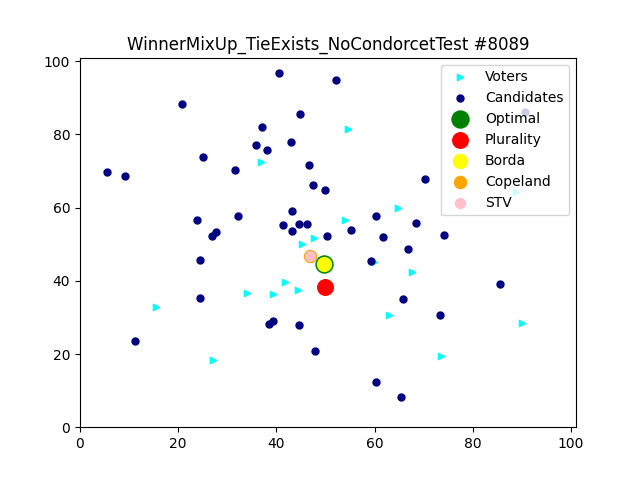 WinnerMixUp_TieExists_NoCondorcetTest #8089
100
80
60
40
20
0
0 20 40 60 80 100
Voters
Candidates
Optimal
Plurality
Borda
Copeland
STV